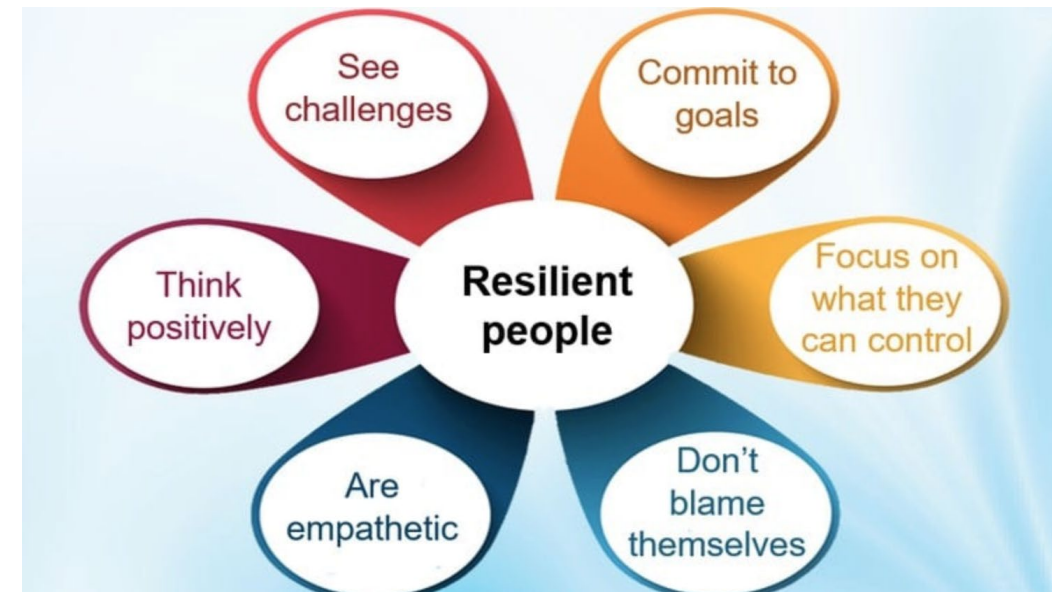 See
challenges
Commit to
goals
Think
positively
Resilient
people
Focus on
what they
can control
Are
empathetic
Don't
blame
themselves